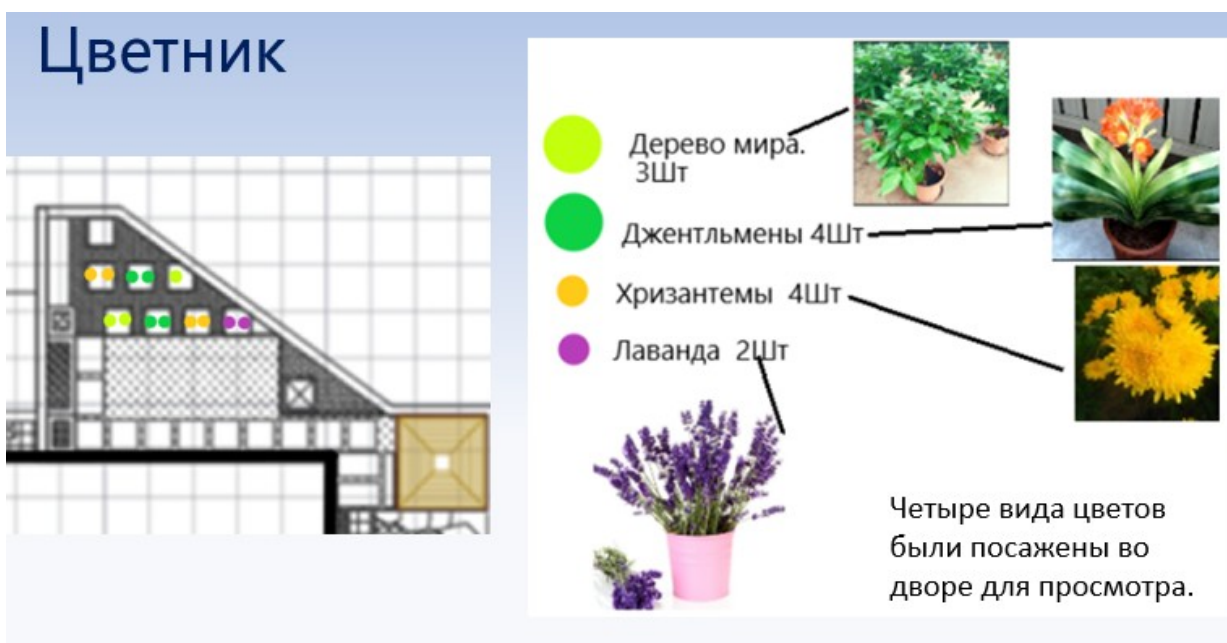 Цветник
Дерево мира.
3Шт
Джентльмены 4Шт
Хризантемы 4Шт
Лаванда 2Шт
Четыре вида цветов
были посажены во
дворе для просмотра.